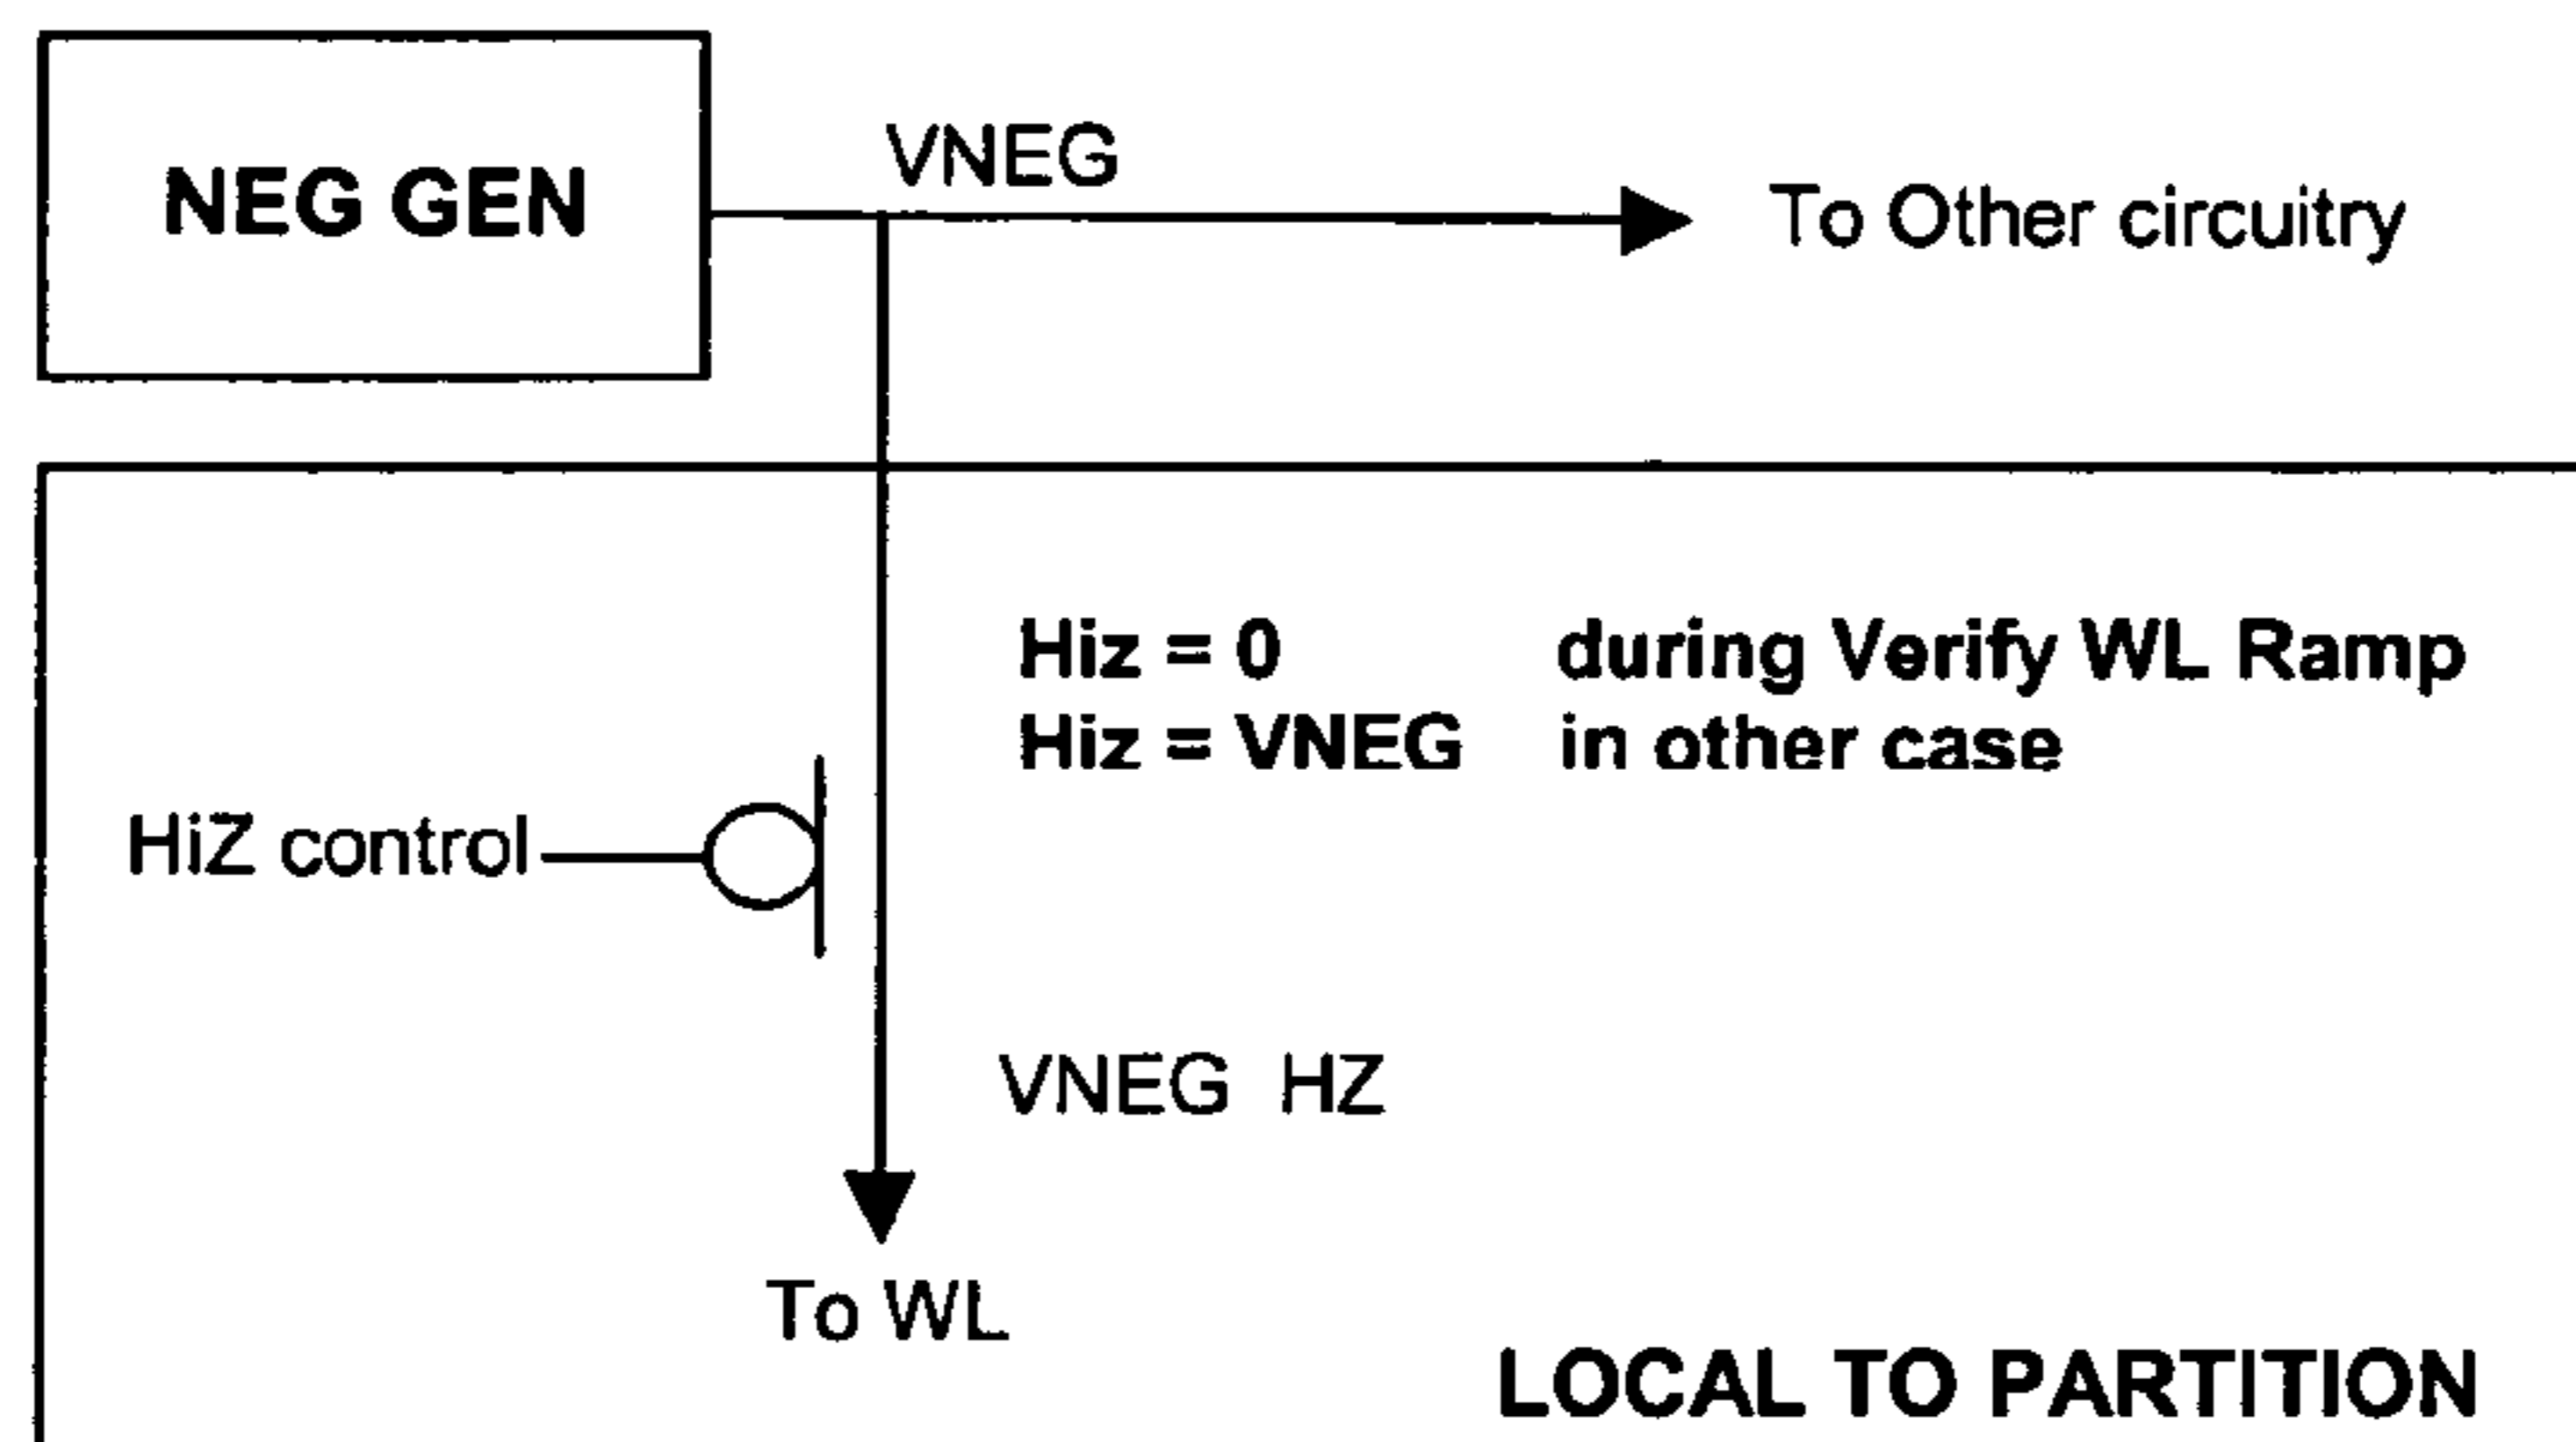 VNEG
NEG GEN
To Other circuitry
Hiz = 0 during Verify WL Ramp
Hiz = VNEG in other case
HiZ control
VNEG HZ
To WL
LOCAL TO PARTITION